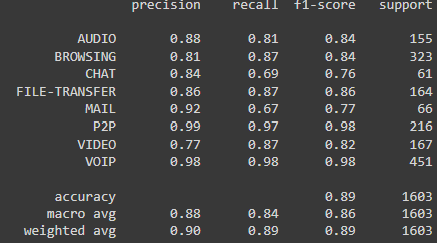 precision recall f1-score support
AUDIO 0.88 0.81 0.84 155
BROWSING 0.81 0.87 0.84 323
CHAT 0.84 0.69 0.76 61
FILE-TRANSFER 0.86 0.87 0.86 164
MAIL 0.92 0.67 0.77 66
P2P 0.99 0.97 0.98 216
VIDEO 0.77 0.87 0.82 167
VOIP 0.98 0.98 0.98 451
accuracy 0.89 1603
macro avg 0.88 0.84 0.86 1603
weighted avg 0.90 0.89 0.89 1603